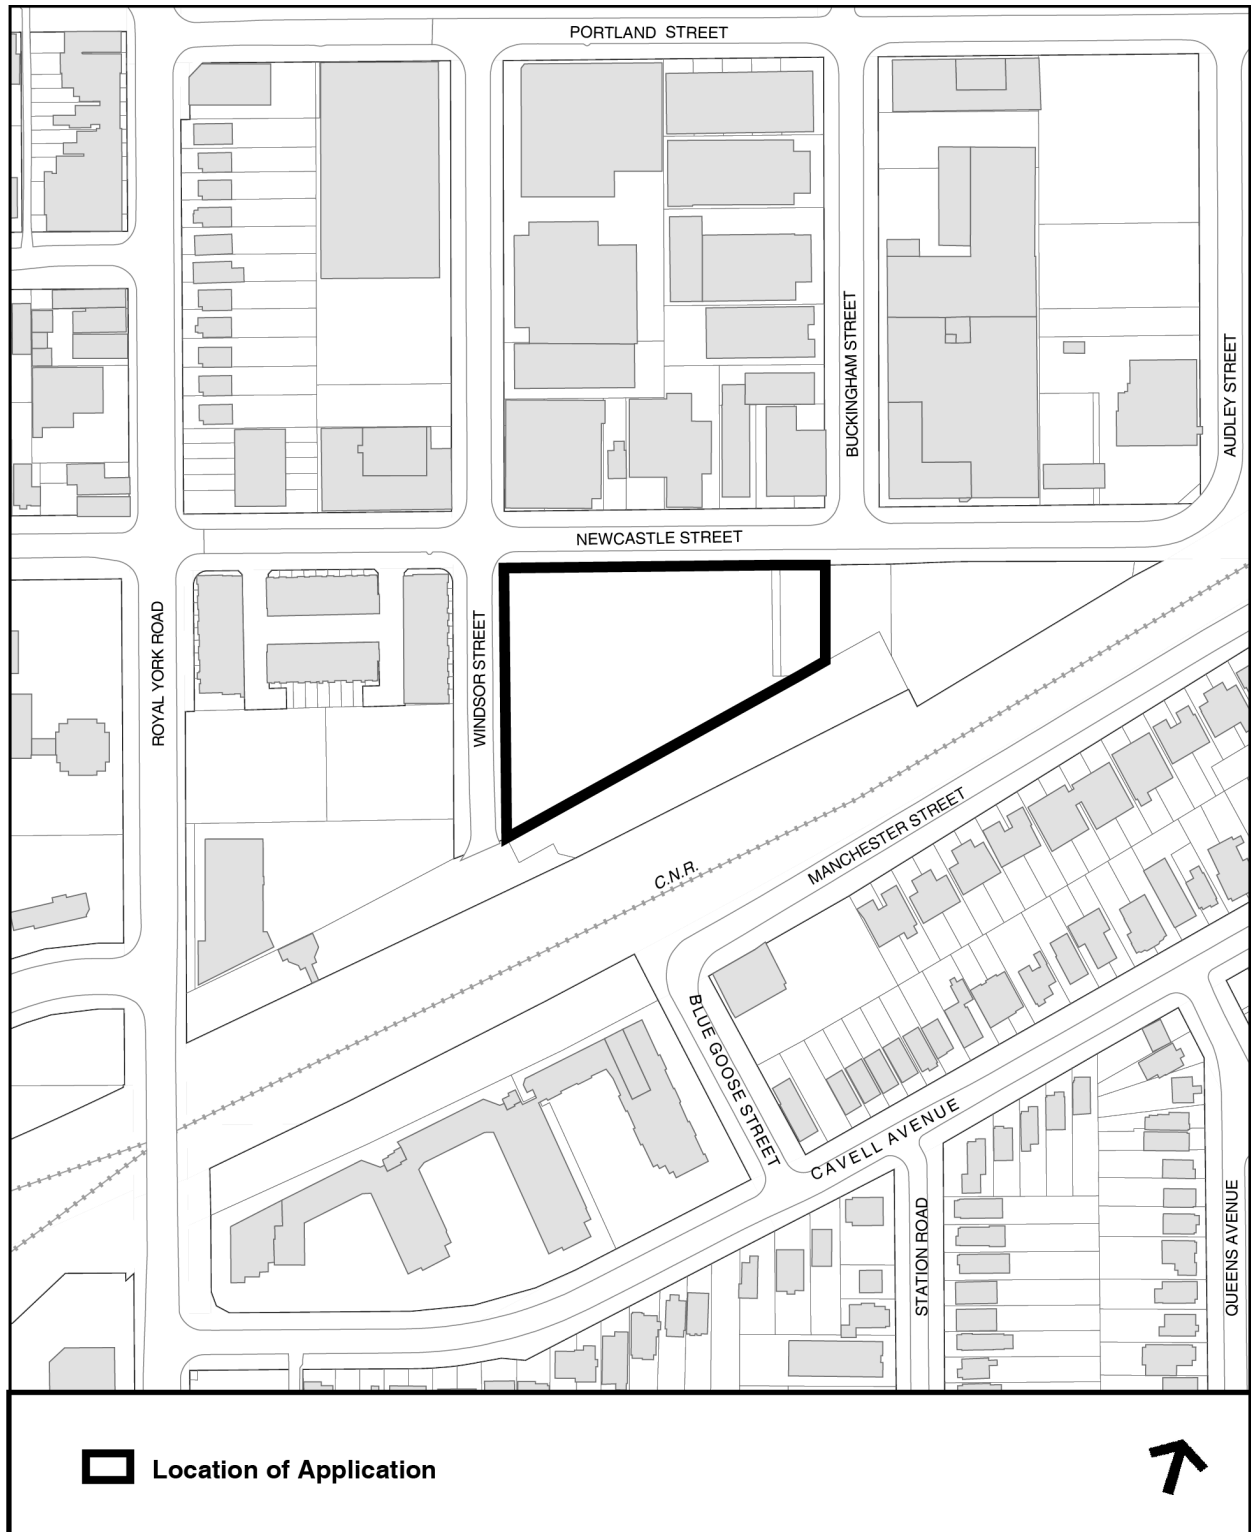 PORTLAND STREET
BUCKINGHAM STREET
AUDLEY STREET
NEWCASTLE STREET
ROYAL YORK ROAD
WINDSOR STREET
MANCHESTER STREET
C.N.R.
BLUE GOOSE STREET
CAVELL AVENUE
STATION ROAD
QUEENS AVENUE
Location of Application